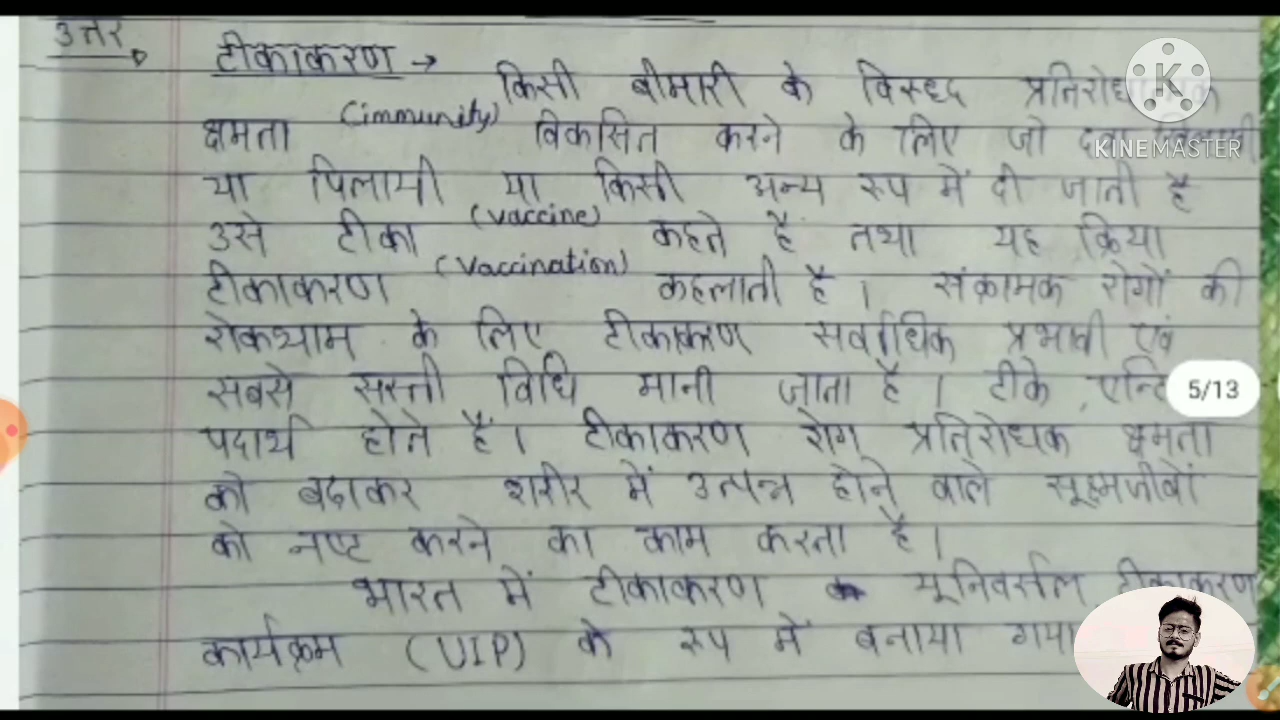 उत्तर
टीकाकरण → किसी बीमारी के विरुध्द
क्षमता (immunity) विकसित करने के लिए जो दवा
या पिलायी या किसी अन्य रूप में दी जाती है
उसे टीका (vaccine) कहते हैं तथा यह क्रिया
टीकाकरण (Vaccination) कहलाती है । संक्रामक रोगों की
रोकथाम के लिए टीकाकरण सर्वाधिक प्रभावी एवं
सबसे सस्ती विधि मानी जाता है । टीके
पदार्थ होते हैं । टीकाकरण रोग प्रतिरोधक क्षमता
को बढाकर शरीर में उत्पन्न होने वाले सूक्ष्मजीवों
को नष्ट करने का काम करता है ।
भारत में टीकाकरण यूनिवर्सल टीकाकरण
कार्यक्रम (UIP) के रूप में बनाया गया
KINEMASTER
5/13